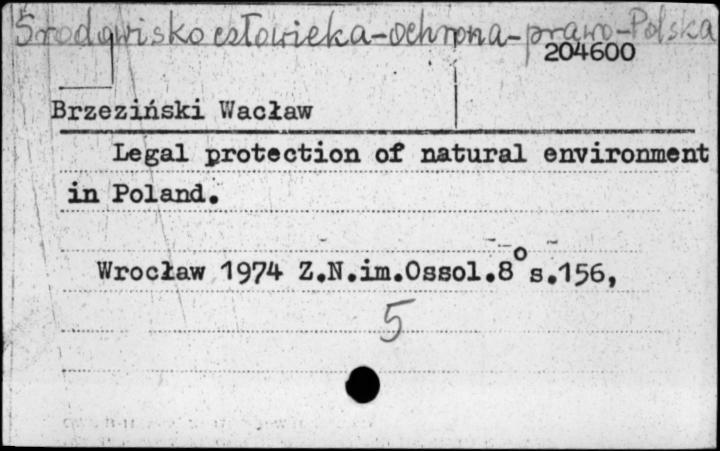 Środowisko człowieka-ochrona-prawo-Polska
204600
Brzeziński Wacław
Legal protection of natural environment
in Poland.
Wrocław 1974 Z.N.im.Ossol.8° s.156,
5